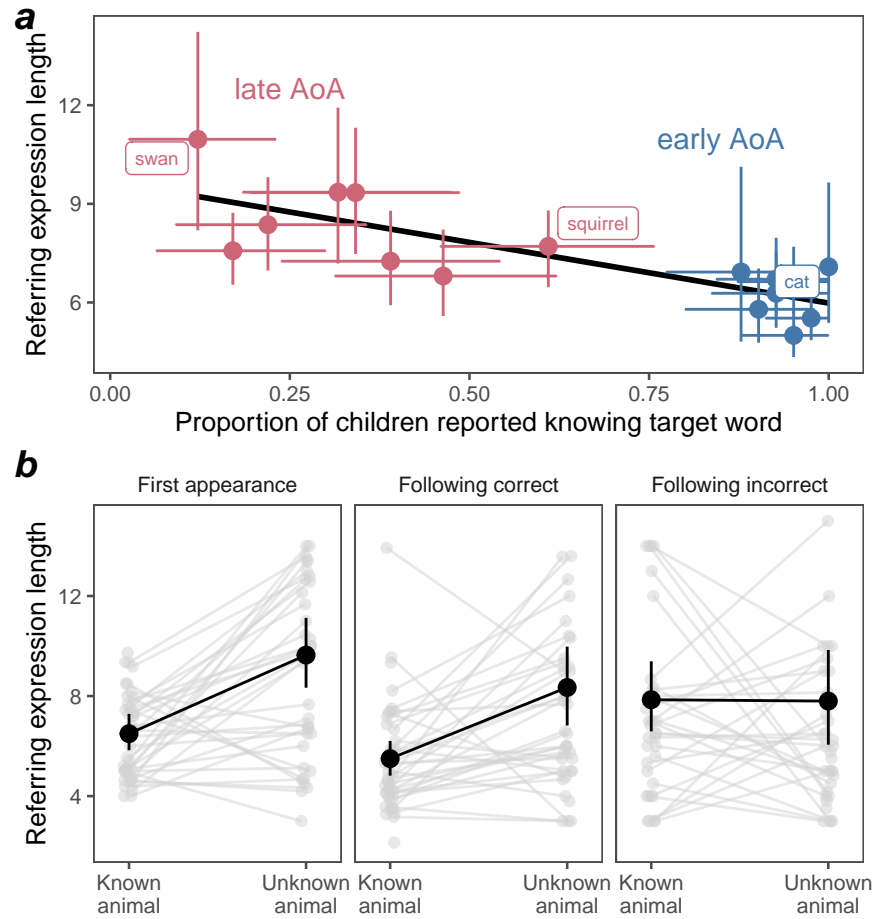 a
Referring expression length
12
9
6
late AoA
early AoA
swan
squirrel
cat
0.00 0.25 0.50 0.75 1.00
Proportion of children reported knowing target word
b
First appearance Following correct Following incorrect
Referring expression length
12
8
4
Known animal Unknown animal Known animal Unknown animal Known animal Unknown animal